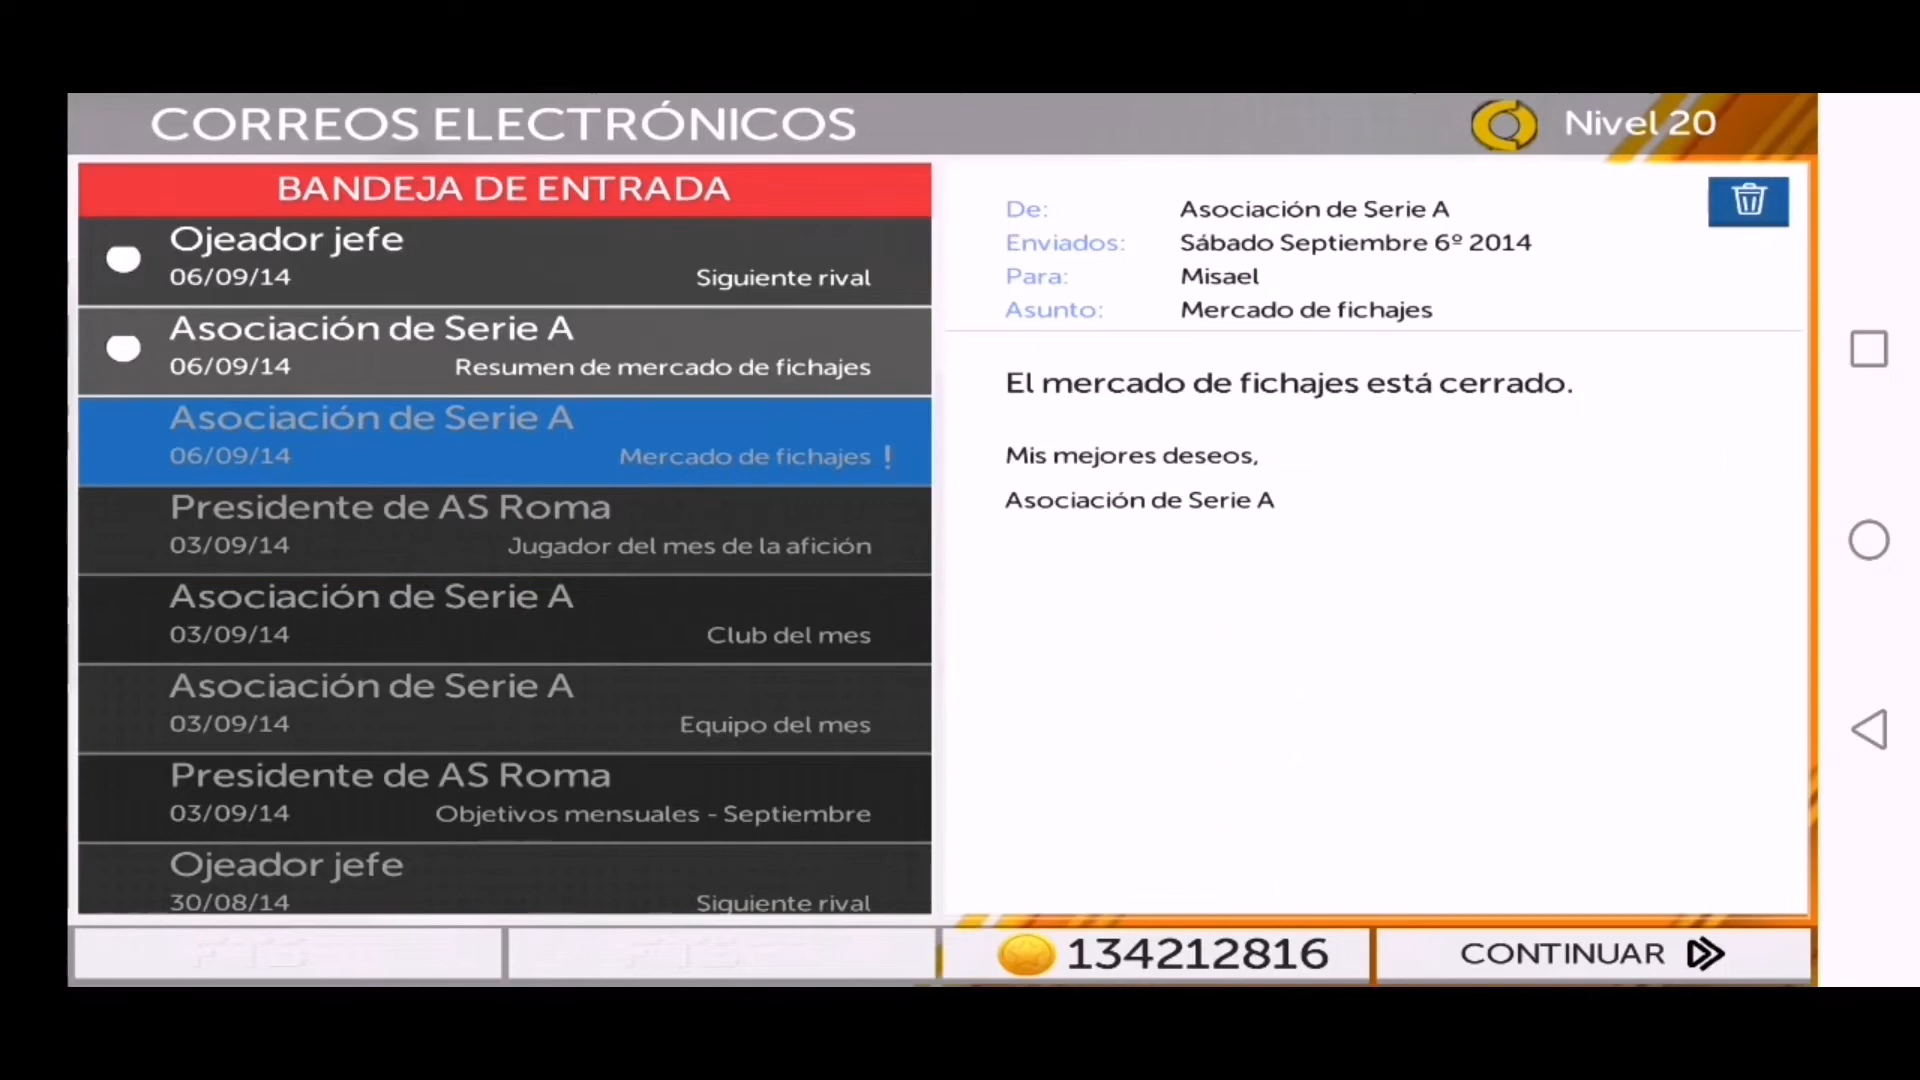 CORREOS ELECTRÓNICOS
Nivel 20
BANDEJA DE ENTRADA
Ojeador jefe
06/09/14 Siguiente rival
Asociación de Serie A
06/09/14 Resumen de mercado de fichajes
Asociación de Serie A
06/09/14 Mercado de fichajes !
Presidente de AS Roma
03/09/14 Jugador del mes de la afición
Asociación de Serie A
03/09/14 Club del mes
Asociación de Serie A
03/09/14 Equipo del mes
Presidente de AS Roma
03/09/14 Objetivos mensuales - Septiembre
Ojeador jefe
30/08/14 Siguiente rival
De: Asociación de Serie A
Enviados: Sábado Septiembre 6º 2014
Para: Misael
Asunto: Mercado de fichajes
El mercado de fichajes está cerrado.
Mis mejores deseos,
Asociación de Serie A
134212816
CONTINUAR